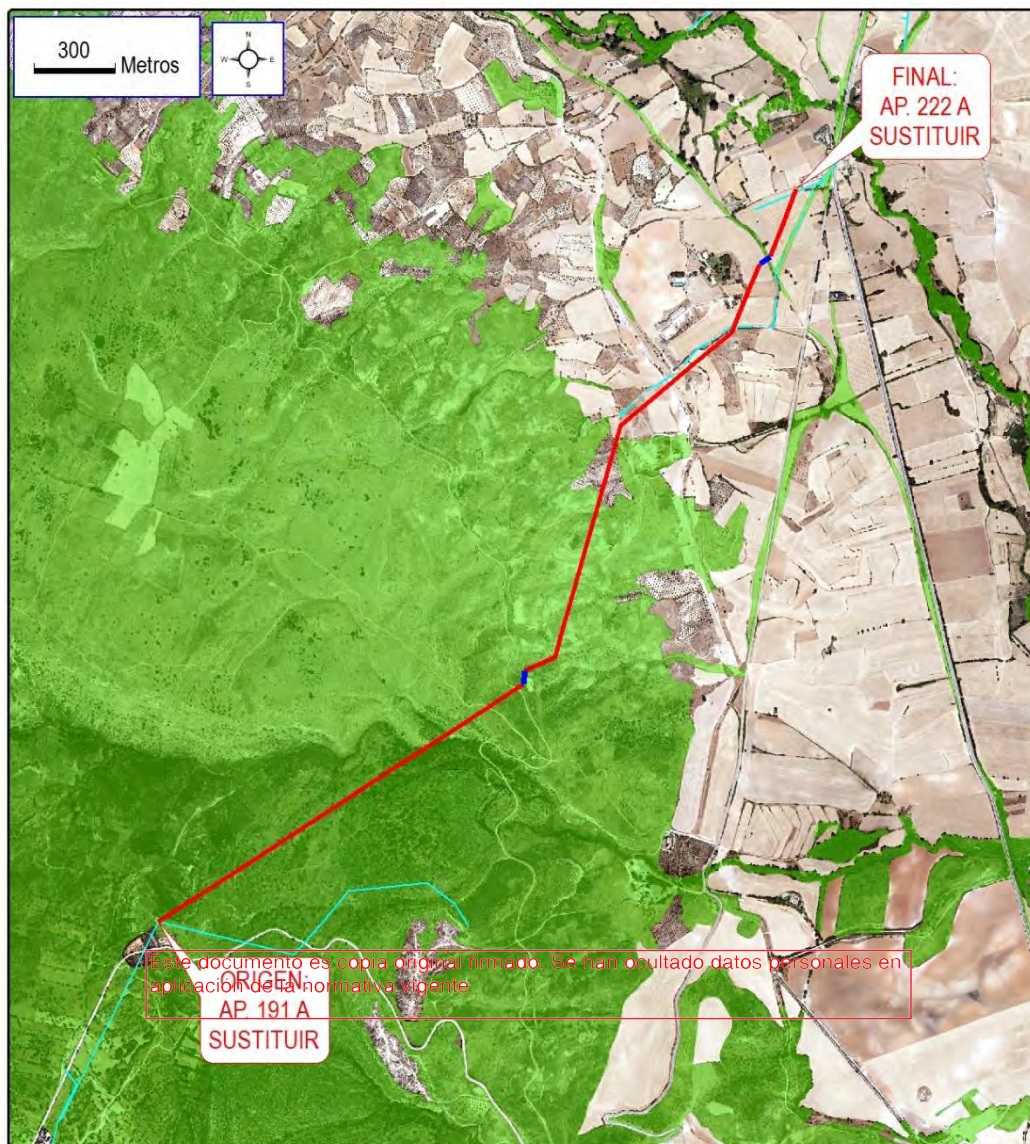 300 Metros
N
W E
S
FINAL:
AP. 222 A
SUSTITUIR
Este documento es copia original firmado. Se han ocultado datos personales en
aplicación de la normativa vigente.
ORIGEN:
AP. 191 A
SUSTITUIR